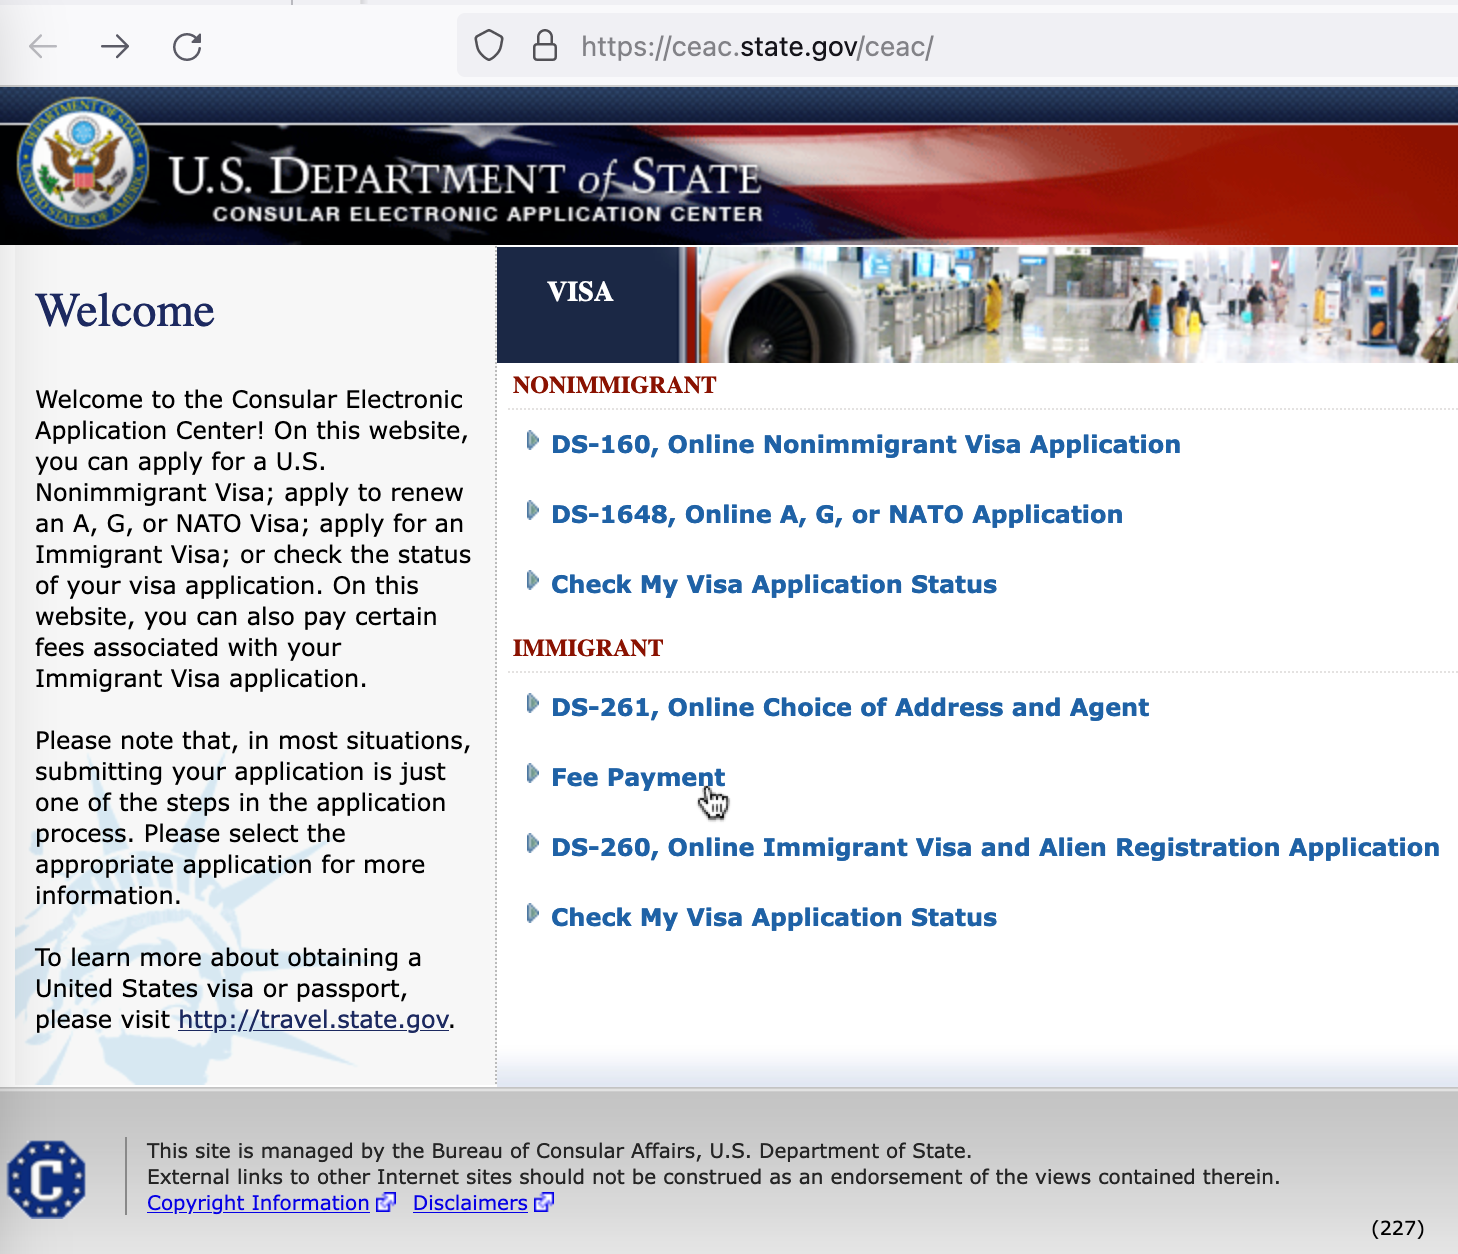 https://ceac.state.gov/ceac/
U.S. DEPARTMENT of STATE
CONSULAR ELECTRONIC APPLICATION CENTER
Welcome
Welcome to the Consular Electronic
Application Center! On this website,
you can apply for a U.S.
Nonimmigrant Visa; apply to renew
an A, G, or NATO Visa; apply for an
Immigrant Visa; or check the status
of your visa application. On this
website, you can also pay certain
fees associated with your
Immigrant Visa application.
Please note that, in most situations,
submitting your application is just
one of the steps in the application
process. Please select the
appropriate application for more
information.
To learn more about obtaining a
United States visa or passport,
please visit http://travel.state.gov.
VISA
NONIMMIGRANT
DS-160, Online Nonimmigrant Visa Application
DS-1648, Online A, G, or NATO Application
Check My Visa Application Status
IMMIGRANT
DS-261, Online Choice of Address and Agent
Fee Payment
DS-260, Online Immigrant Visa and Alien Registration Application
Check My Visa Application Status
C
This site is managed by the Bureau of Consular Affairs, U.S. Department of State.
External links to other Internet sites should not be construed as an endorsement of the views contained therein.
Copyright Information Disclaimers
(227)